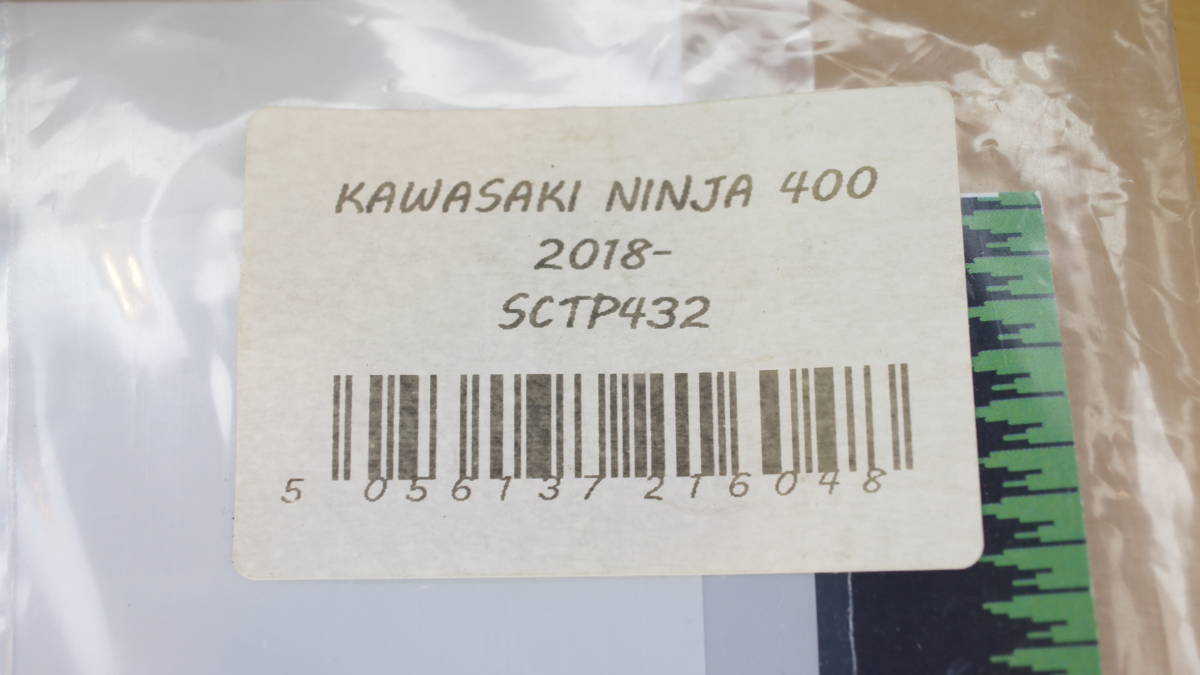 KAWASAKI NINJA 400
2018-
SCTP432
5 056137 216048